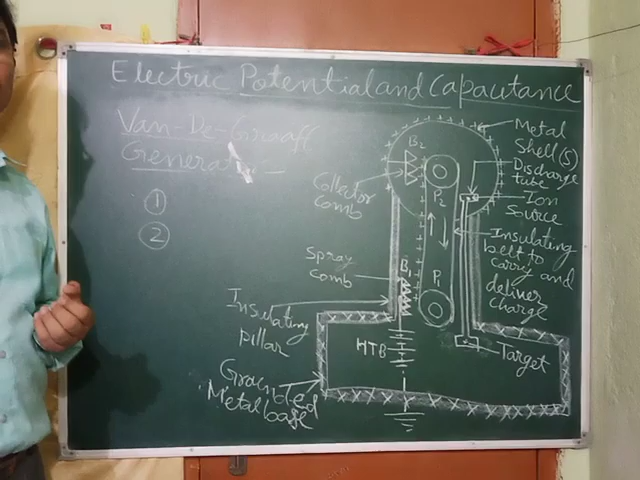 Electric Potential and Capacitance
Van-De-Graaff
Generator
①
②
Collector
comb
Spray
comb
Insulating
pillar
Grounded
Metal base
B₂
P₂
B₁
P₁
HTB
Metal
Shell(S)
Discharge
tube
Ion
Source
Insulating
belt to
carry and
deliver
charge
Target